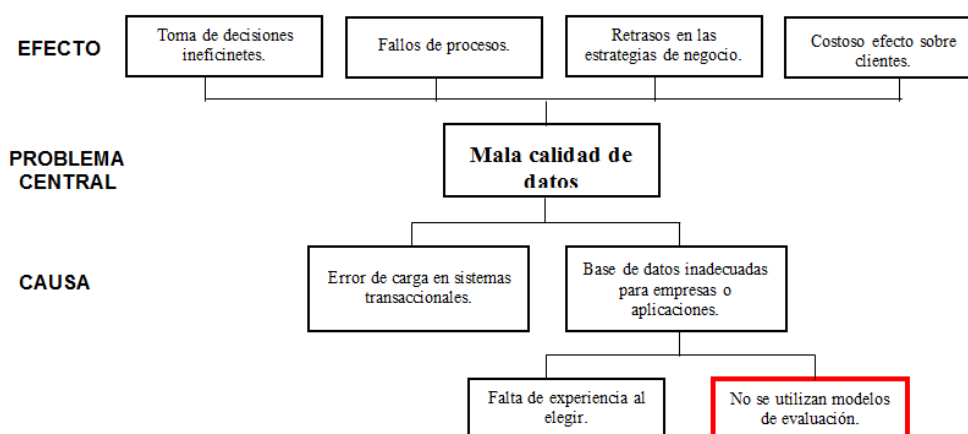 EFECTO
Toma de decisiones
ineficinetes.
Fallos de procesos.
Retrasos en las
estrategias de negocio.
Costoso efecto sobre
clientes.
PROBLEMA
CENTRAL
Mala calidad de
datos
CAUSA
Error de carga en sistemas
transaccionales.
Base de datos inadecuadas
para empresas o
aplicaciones.
Falta de experiencia al
elegir.
No se utilizan modelos
de evaluación.